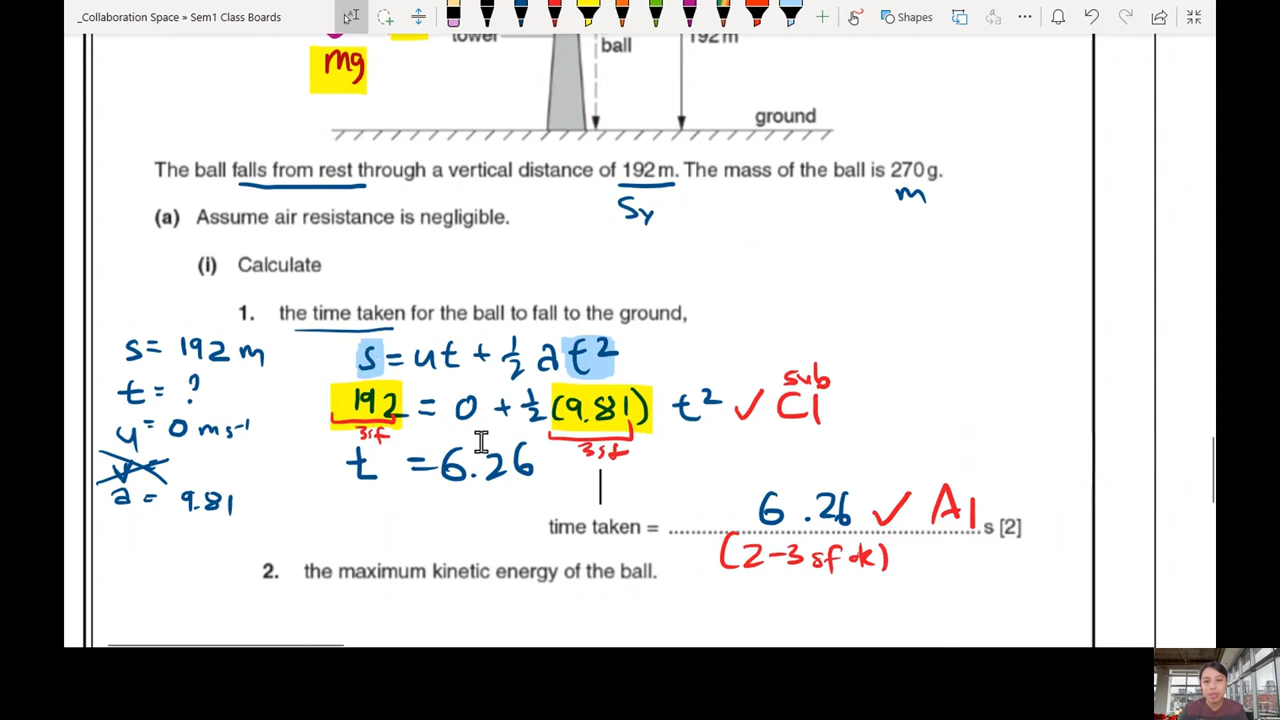 _Collaboration Space » Sem1 Class Boards
Shapes
mg
tower
ball
192m
ground
The ball falls from rest through a vertical distance of 192m. The mass of the ball is 270g.
Sy
m
(a) Assume air resistance is negligible.
(i) Calculate
1. the time taken for the ball to fall to the ground,
s = 192 m
t = ?
u = 0 ms⁻¹
v
a = 9.81
s = ut + ½ at²
sub
192 = 0 + ½ (9.81) t² ✓ C1
3sf
3sf
t = 6.26
6.26 ✓ A1
time taken = ............................................................ s [2]
(2-3 sf ok)
2. the maximum kinetic energy of the ball.